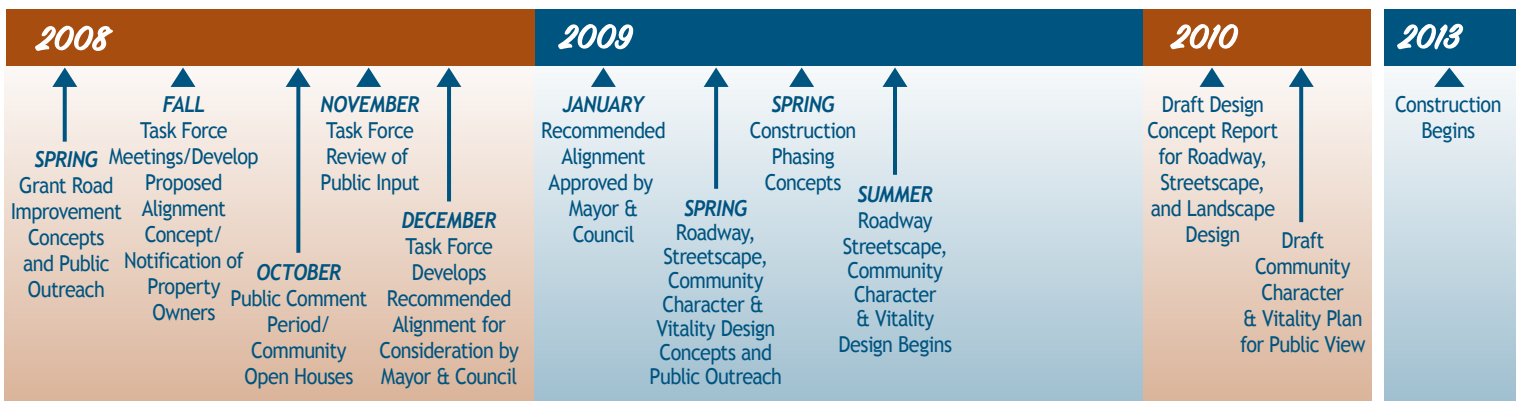 2008
SPRING
Grant Road
Improvement
Concepts
and Public
Outreach
FALL
Task Force
Meetings/Develop
Proposed
Alignment
Concept/
Notification of
Property
Owners
OCTOBER
Public Comment
Period/
Community
Open Houses
NOVEMBER
Task Force
Review of
Public Input
DECEMBER
Task Force
Develops
Recommended
Alignment for
Consideration by
Mayor & Council
2009
JANUARY
Recommended
Alignment
Approved by
Mayor &
Council
SPRING
Roadway,
Streetscape,
Community
Character &
Vitality Design
Concepts and
Public Outreach
SPRING
Construction
Phasing
Concepts
SUMMER
Roadway
Streetscape,
Community
Character
& Vitality
Design Begins
2010
Draft Design
Concept Report
for Roadway,
Streetscape,
and Landscape
Design
Draft
Community
Character
& Vitality Plan
for Public View
2013
Construction
Begins